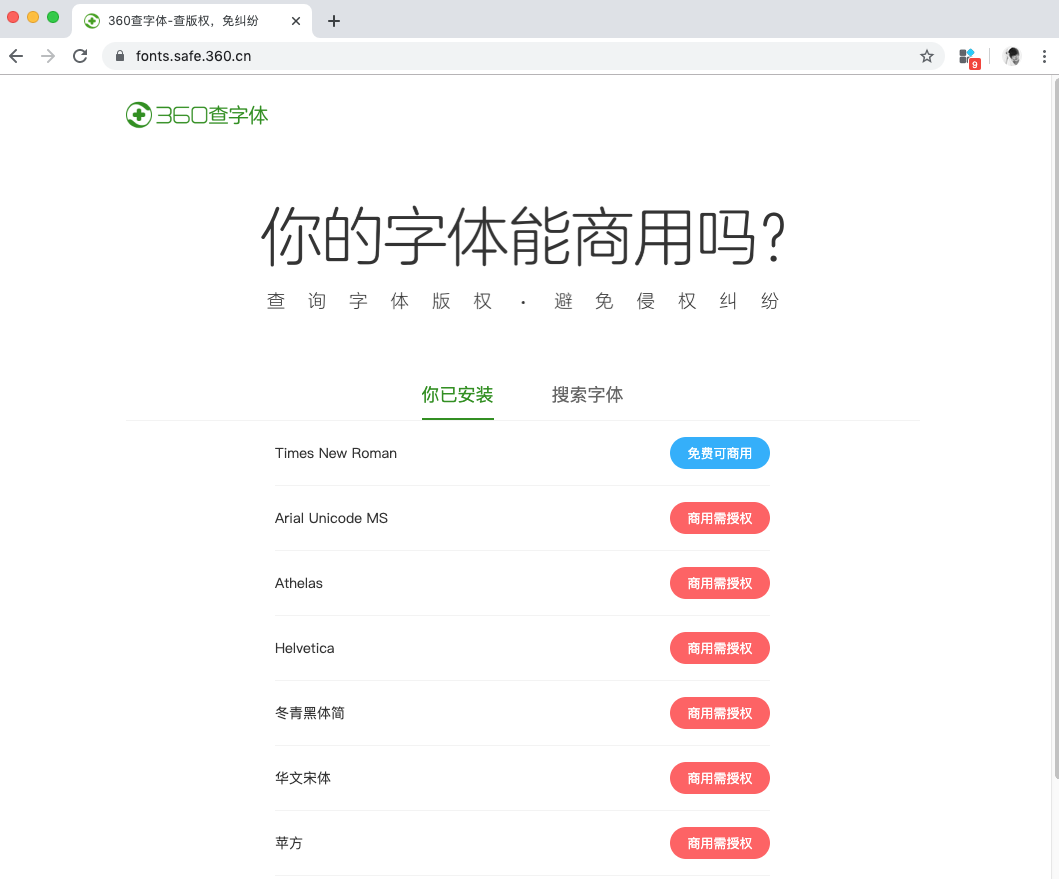 360查字体-查版权，免纠纷
fonts.safe.360.cn
9
360查字体
你的字体能商用吗?
查询字体版权·避免侵权纠纷
你已安装 搜索字体
Times New Roman 免费可商用
Arial Unicode MS 商用需授权
Athelas 商用需授权
Helvetica 商用需授权
冬青黑体简 商用需授权
华文宋体 商用需授权
苹方 商用需授权